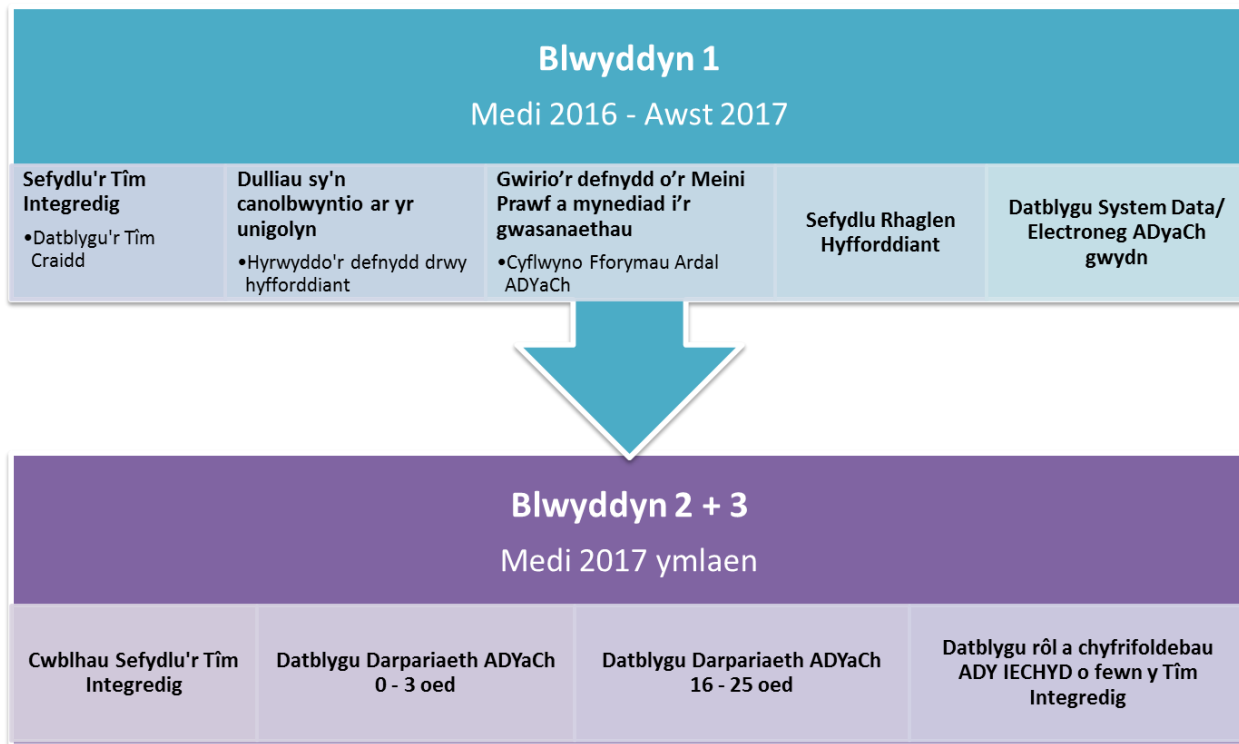 Blwyddyn 1
Medi 2016 - Awst 2017
Sefydlu'r Tîm
Integredig
•Datblygu'r Tîm
Craidd
Dulliau sy'n
canolbwyntio ar yr
unigolyn
•Hyrwyddo'r defnydd drwy
hyfforddiant
Gwirio’r defnydd o’r Meini
Prawf a mynediad i’r
gwasanaethau
•Cyflwyno Fforymau Ardal
ADYaCh
Sefydlu Rhaglen
Hyfforddiant
Datblygu System Data/
Electroneg ADyaCh
gwydn
Blwyddyn 2 + 3
Medi 2017 ymlaen
Cwblhau Sefydlu'r Tîm
Integredig
Datblygu Darpariaeth ADYaCh
0 - 3 oed
Datblygu Darpariaeth ADYaCh
16 - 25 oed
Datblygu rôl a chyfrifoldebau
ADY IECHYD o fewn y Tîm
Integredig